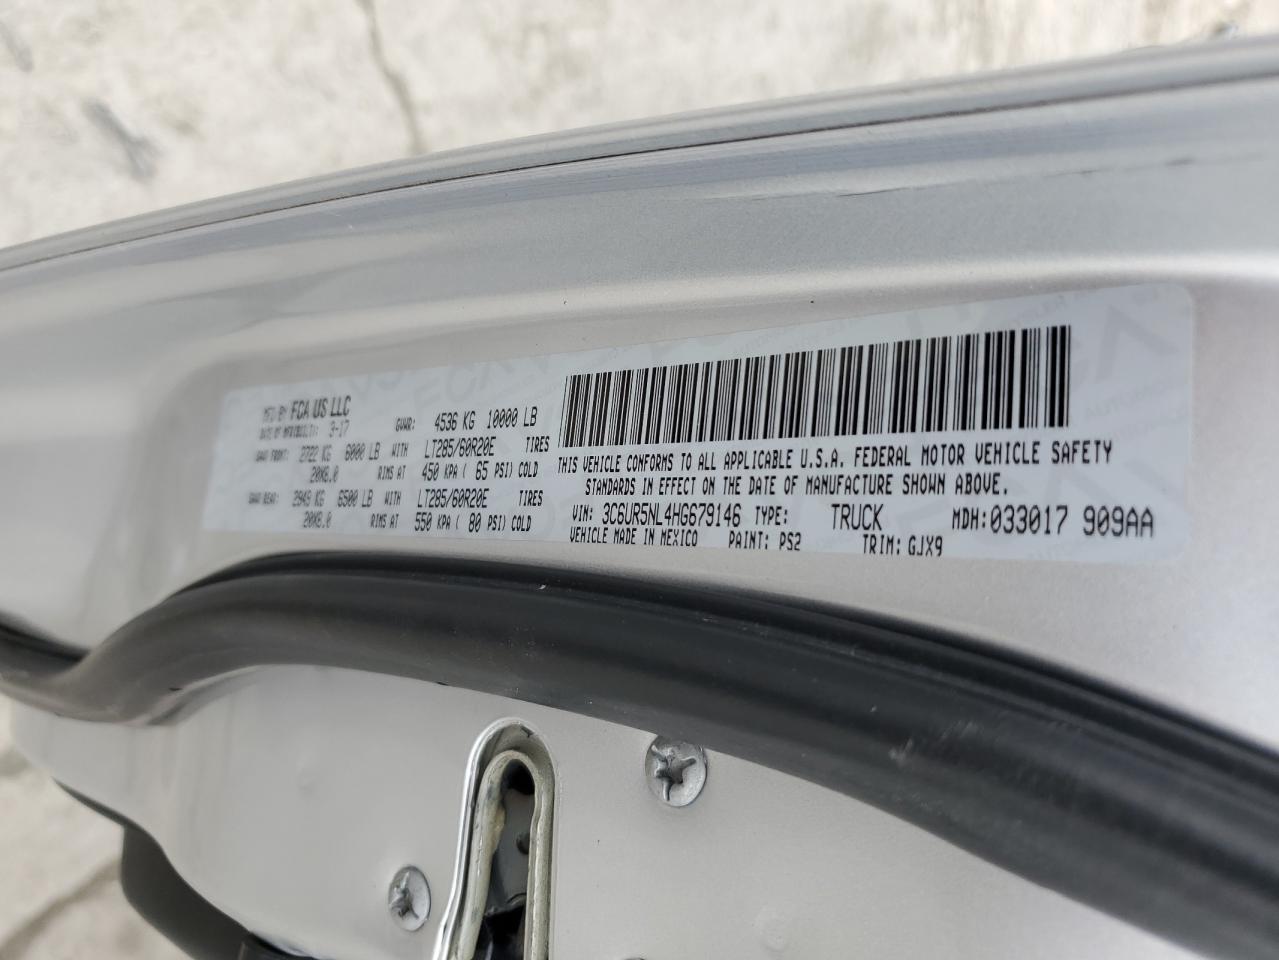 MFD BY: FCA US LLC
DATE OF MFR(BUILT): 3-17 GVWR: 4536 KG 10000 LB
GAWR FRONT: 2722 KG 6000 LB WITH LT285/60R20E TIRES
20X8.0 RIMS AT 450 KPA ( 65 PSI) COLD
GAWR REAR: 2949 KG 6500 LB WITH LT285/60R20E TIRES
20X8.0 RIMS AT 550 KPA ( 80 PSI) COLD
THIS VEHICLE CONFORMS TO ALL APPLICABLE U.S.A. FEDERAL MOTOR VEHICLE SAFETY
STANDARDS IN EFFECT ON THE DATE OF MANUFACTURE SHOWN ABOVE.
VIN: 3C6UR5NL4HG679146 TYPE: TRUCK MDH:033017 909AA
VEHICLE MADE IN MEXICO PAINT: PS2 TRIM: GJX9